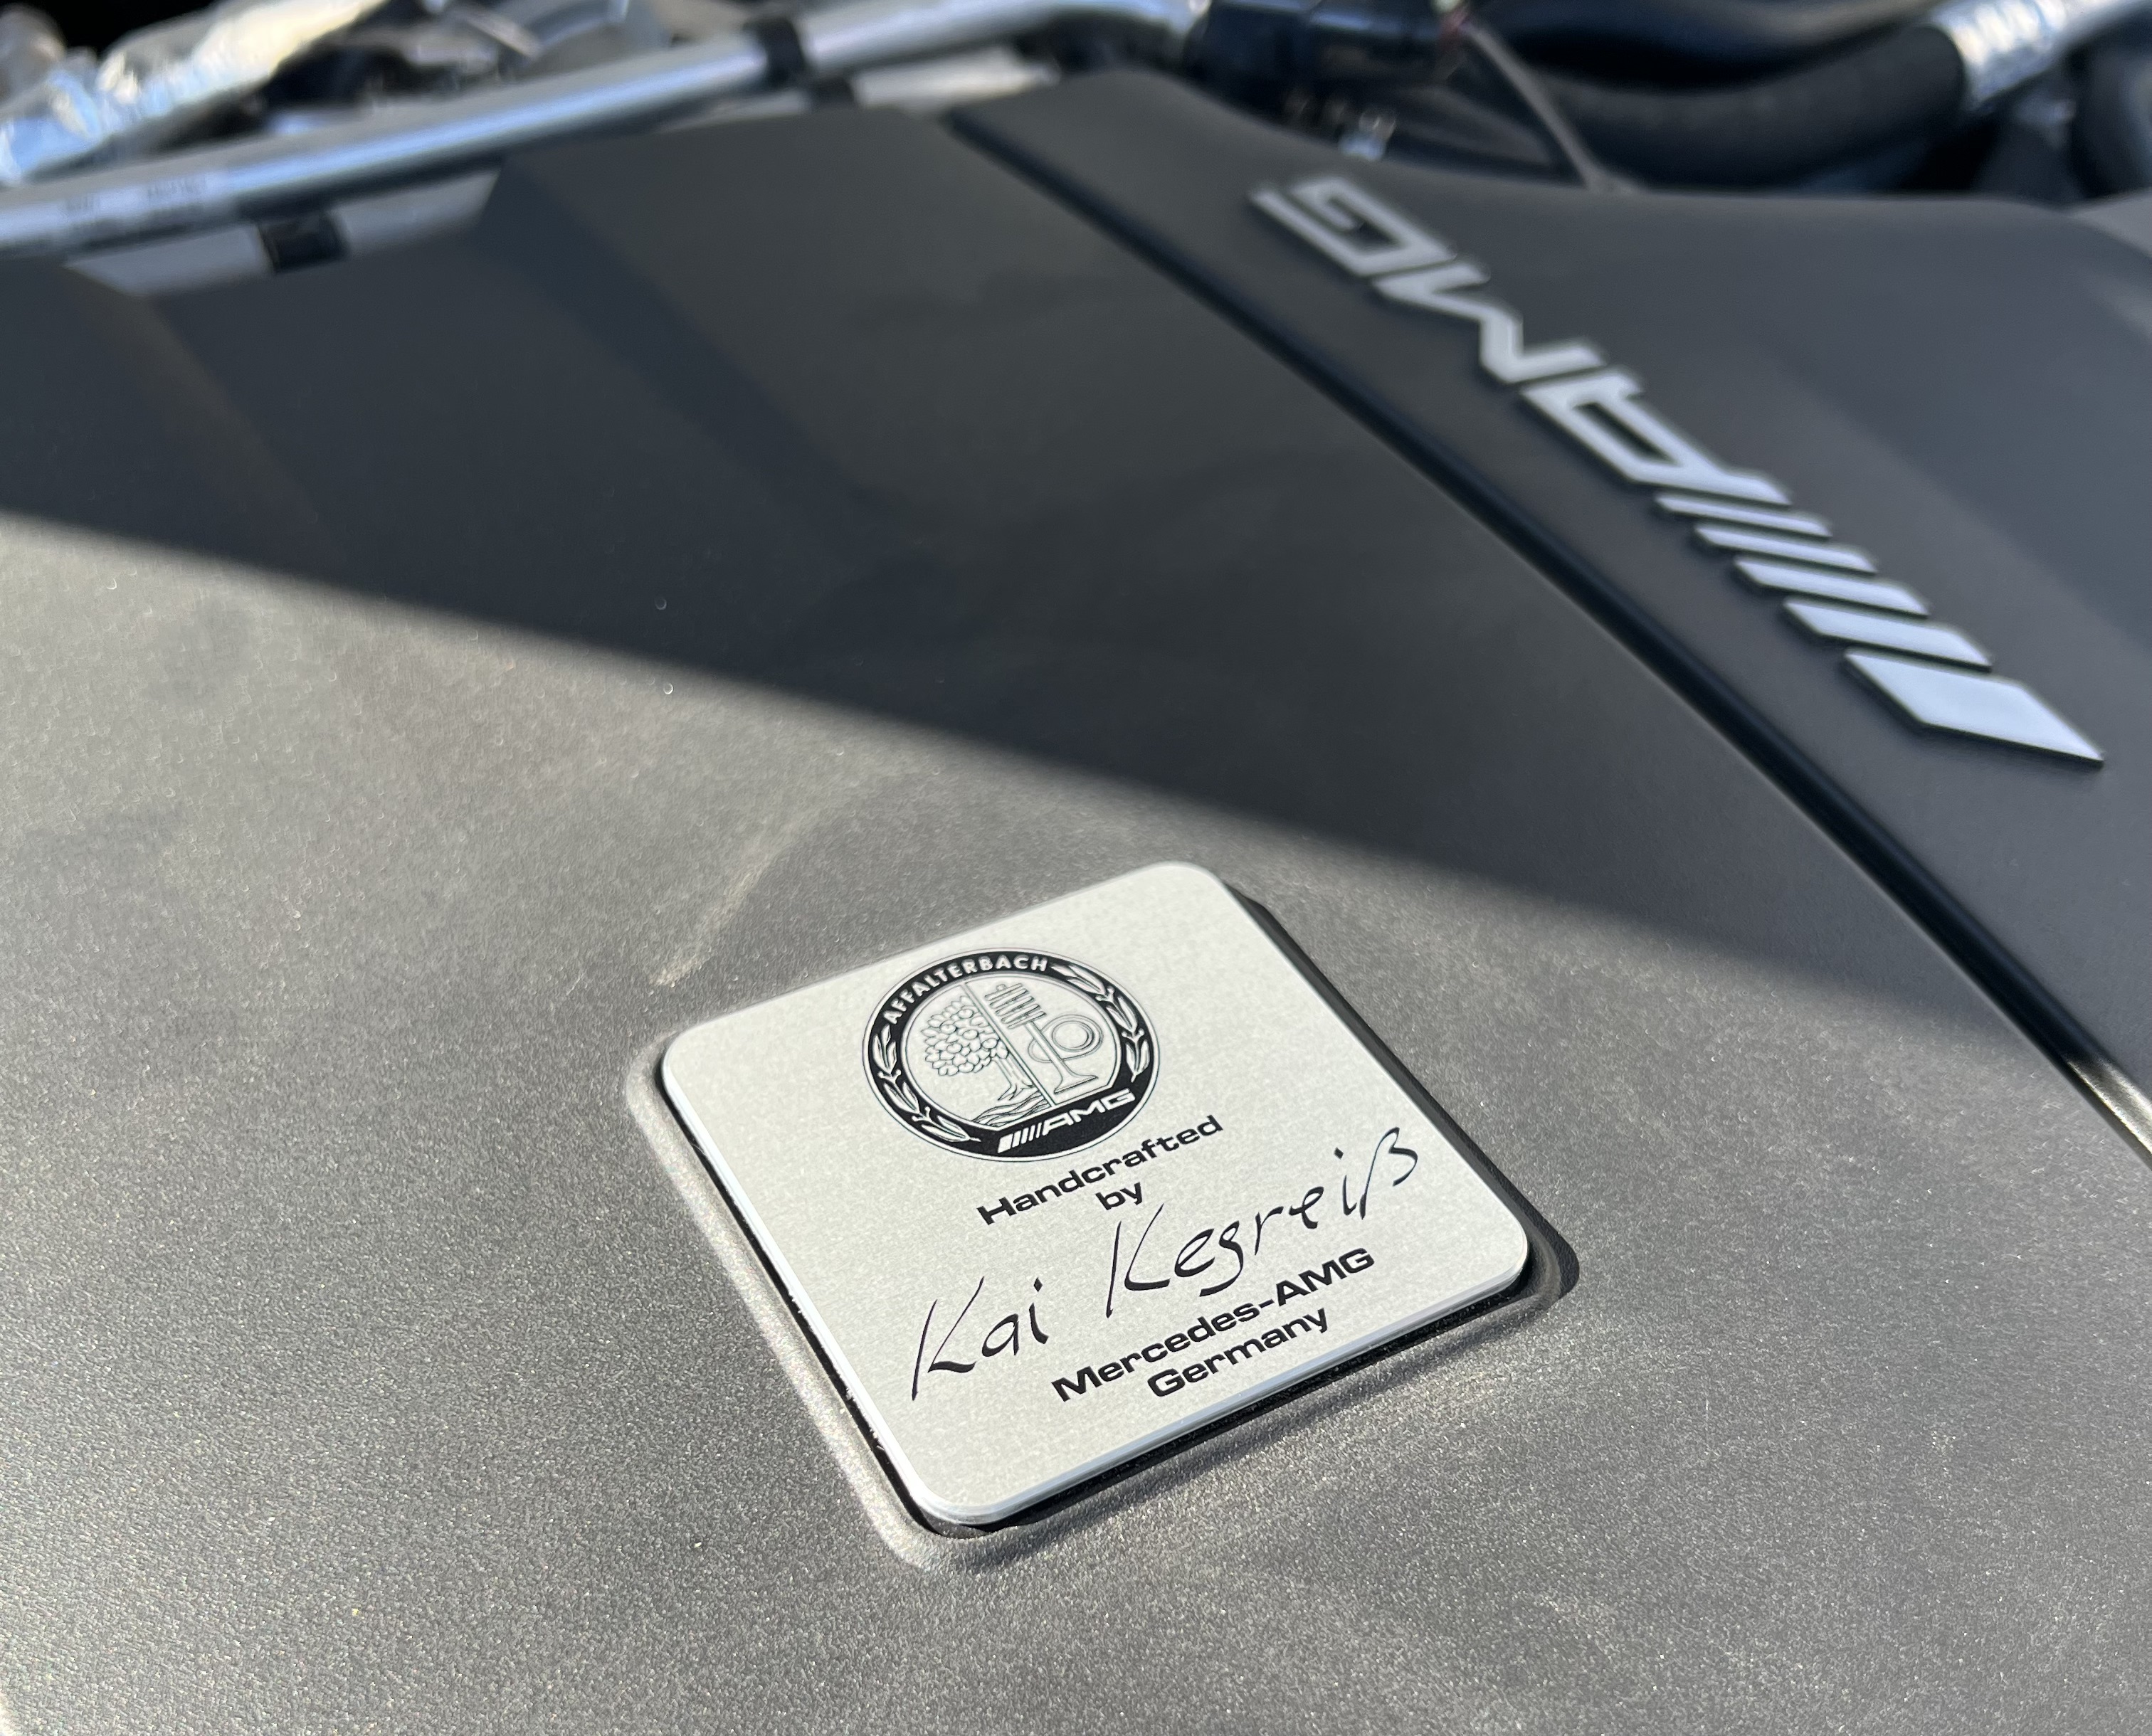 AMG
AFFALTERBACH
AMG
Handcrafted
by
Kai Kegreiß
Mercedes-AMG
Germany